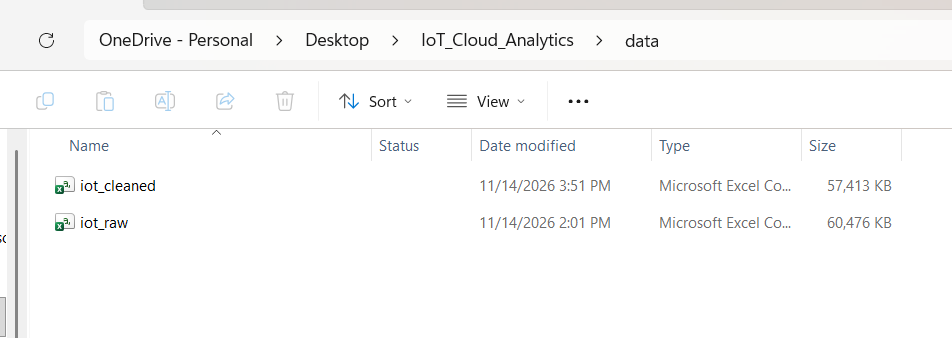 OneDrive - Personal > Desktop > IoT_Cloud_Analytics > data
Sort View
Name Status Date modified Type Size
iot_cleaned 11/14/2026 3:51 PM Microsoft Excel Co... 57,413 KB
iot_raw 11/14/2026 2:01 PM Microsoft Excel Co... 60,476 KB